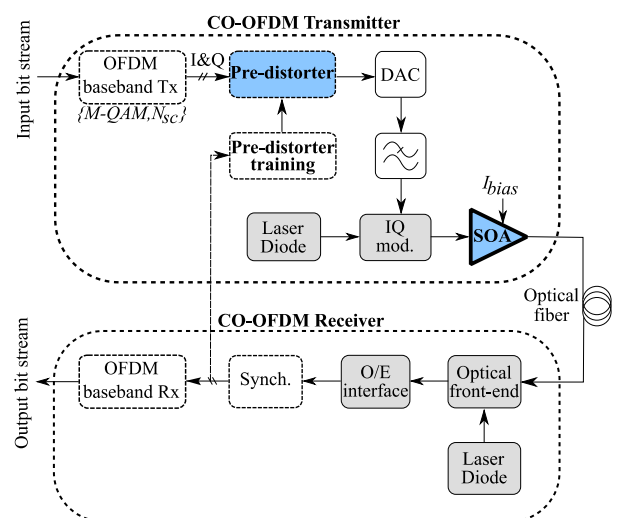 CO-OFDM Transmitter
Input bit stream
OFDM
baseband Tx
{M-QAM,N_SC}
I&Q
Pre-distorter
DAC
Pre-distorter
training
Laser
Diode
IQ
mod.
I_bias
SOA
Optical
fiber
CO-OFDM Receiver
Output bit stream
OFDM
baseband Rx
Synch.
O/E
interface
Optical
front-end
Laser
Diode